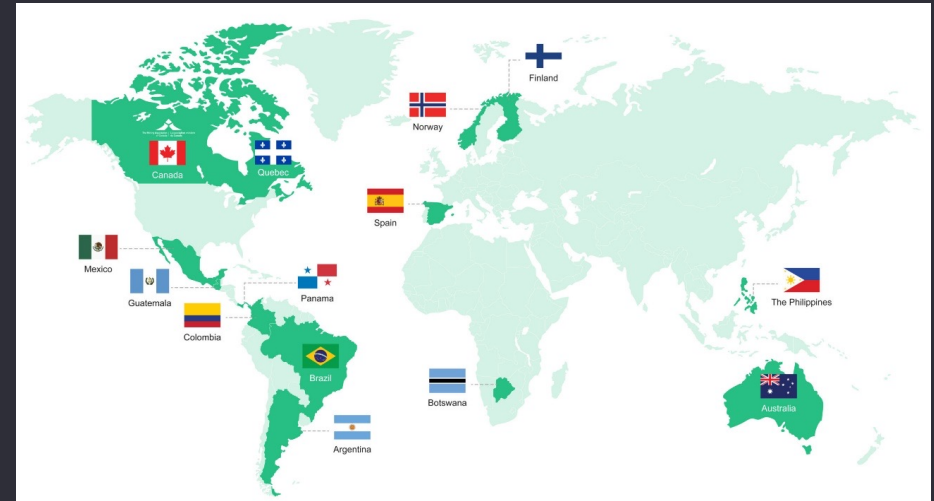 Finland
Norway
Canada
Quebec
Spain
Mexico
Guatemala
Panama
Colombia
The Philippines
Brazil
Botswana
Australia
Argentina